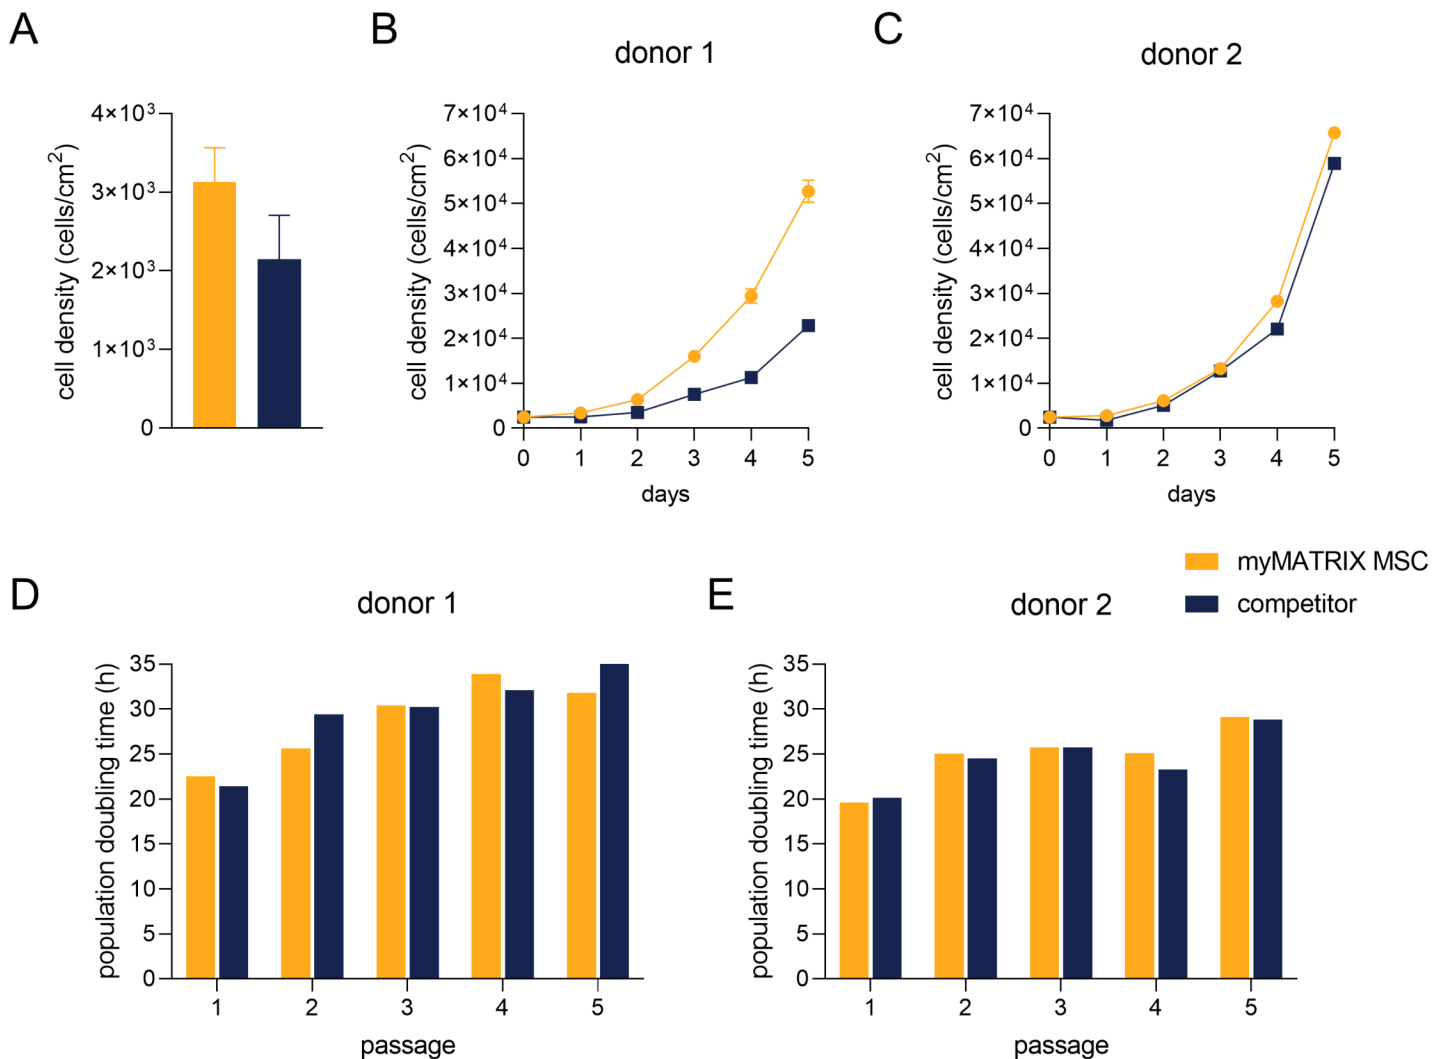 A
cell density (cells/cm²)
4×10³
3×10³
2×10³
1×10³
0
B
donor 1
cell density (cells/cm²)
7×10⁴
6×10⁴
5×10⁴
4×10⁴
3×10⁴
2×10⁴
1×10⁴
0
0 1 2 3 4 5
days
C
donor 2
cell density (cells/cm²)
7×10⁴
6×10⁴
5×10⁴
4×10⁴
3×10⁴
2×10⁴
1×10⁴
0
0 1 2 3 4 5
days
myMATRIX MSC
competitor
D
donor 1
population doubling time (h)
35
30
25
20
15
10
5
0
1 2 3 4 5
passage
E
donor 2
population doubling time (h)
35
30
25
20
15
10
5
0
1 2 3 4 5
passage